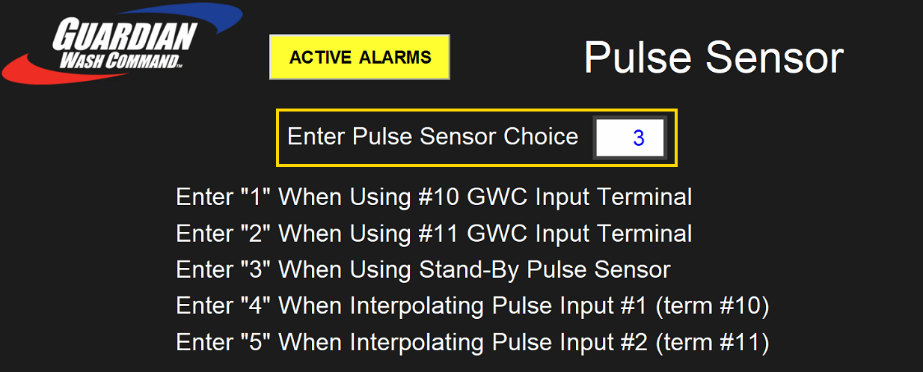 GUARDIAN
WASH COMMAND™
ACTIVE ALARMS
Pulse Sensor
Enter Pulse Sensor Choice 3
Enter "1" When Using #10 GWC Input Terminal
Enter "2" When Using #11 GWC Input Terminal
Enter "3" When Using Stand-By Pulse Sensor
Enter "4" When Interpolating Pulse Input #1 (term #10)
Enter "5" When Interpolating Pulse Input #2 (term #11)